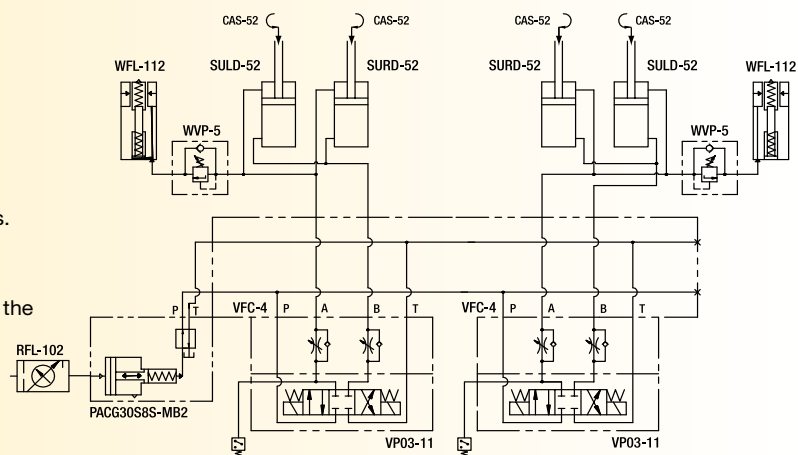 CAS-52 CAS-52 CAS-52 CAS-52
WFL-112 SULD-52 SURD-52 SURD-52 SULD-52 WFL-112
WVP-5 WVP-5
s.
the
P T VFC-4 P A B T VFC-4 P A B T
RFL-102
PACG30S8S-MB2
VP03-11 VP03-11